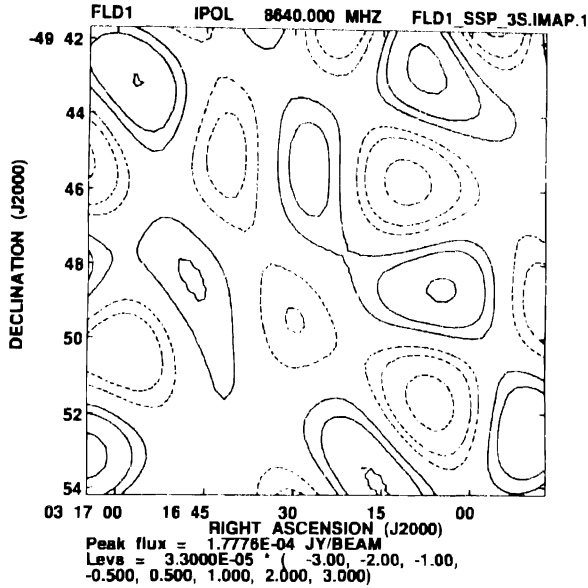 FLD1 IPOL 8640.000 MHZ FLD1_SSP_3S.IMAP.1
-49 42
44
46
48
50
52
54
DECLINATION (J2000)
03 17 00 16 45 30 15 00
RIGHT ASCENSION (J2000)
Peak flux = 1.7776E-04 JY/BEAM
Levs = 3.3000E-05 * ( -3.00, -2.00, -1.00,
-0.500, 0.500, 1.000, 2.000, 3.000)